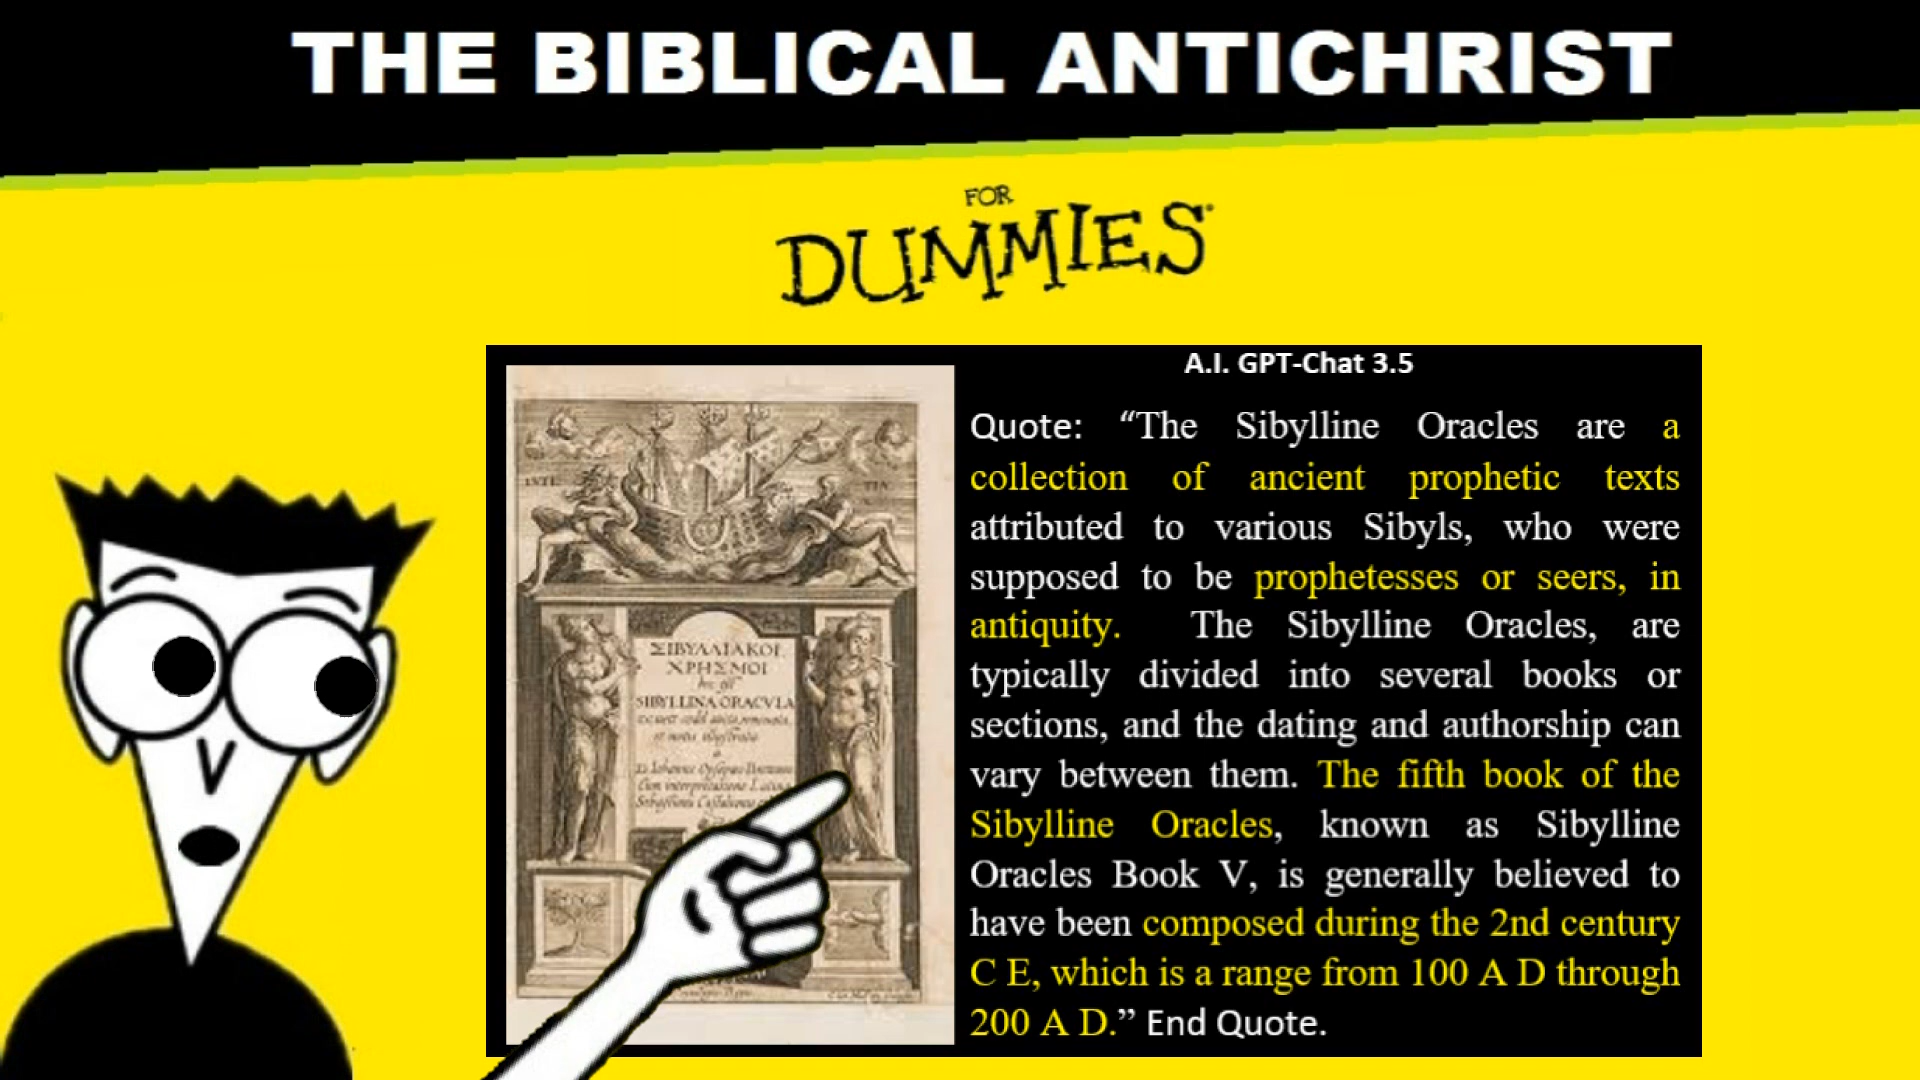 THE BIBLICAL ANTICHRIST
FOR
DUMMIES
A.I. GPT-Chat 3.5
Quote: “The Sibylline Oracles are a
collection of ancient prophetic texts
attributed to various Sibyls, who were
supposed to be prophetesses or seers, in
antiquity. The Sibylline Oracles, are
typically divided into several books or
sections, and the dating and authorship can
vary between them. The fifth book of the
Sibylline Oracles, known as Sibylline
Oracles Book V, is generally believed to
have been composed during the 2nd century
C E, which is a range from 100 A D through
200 A D.” End Quote.
ΣΙΒΥΛΛΙΑΚΟΙ
ΧΡΗΣΜΟΙ
hoc est
SIBYLLINA ORACVLA